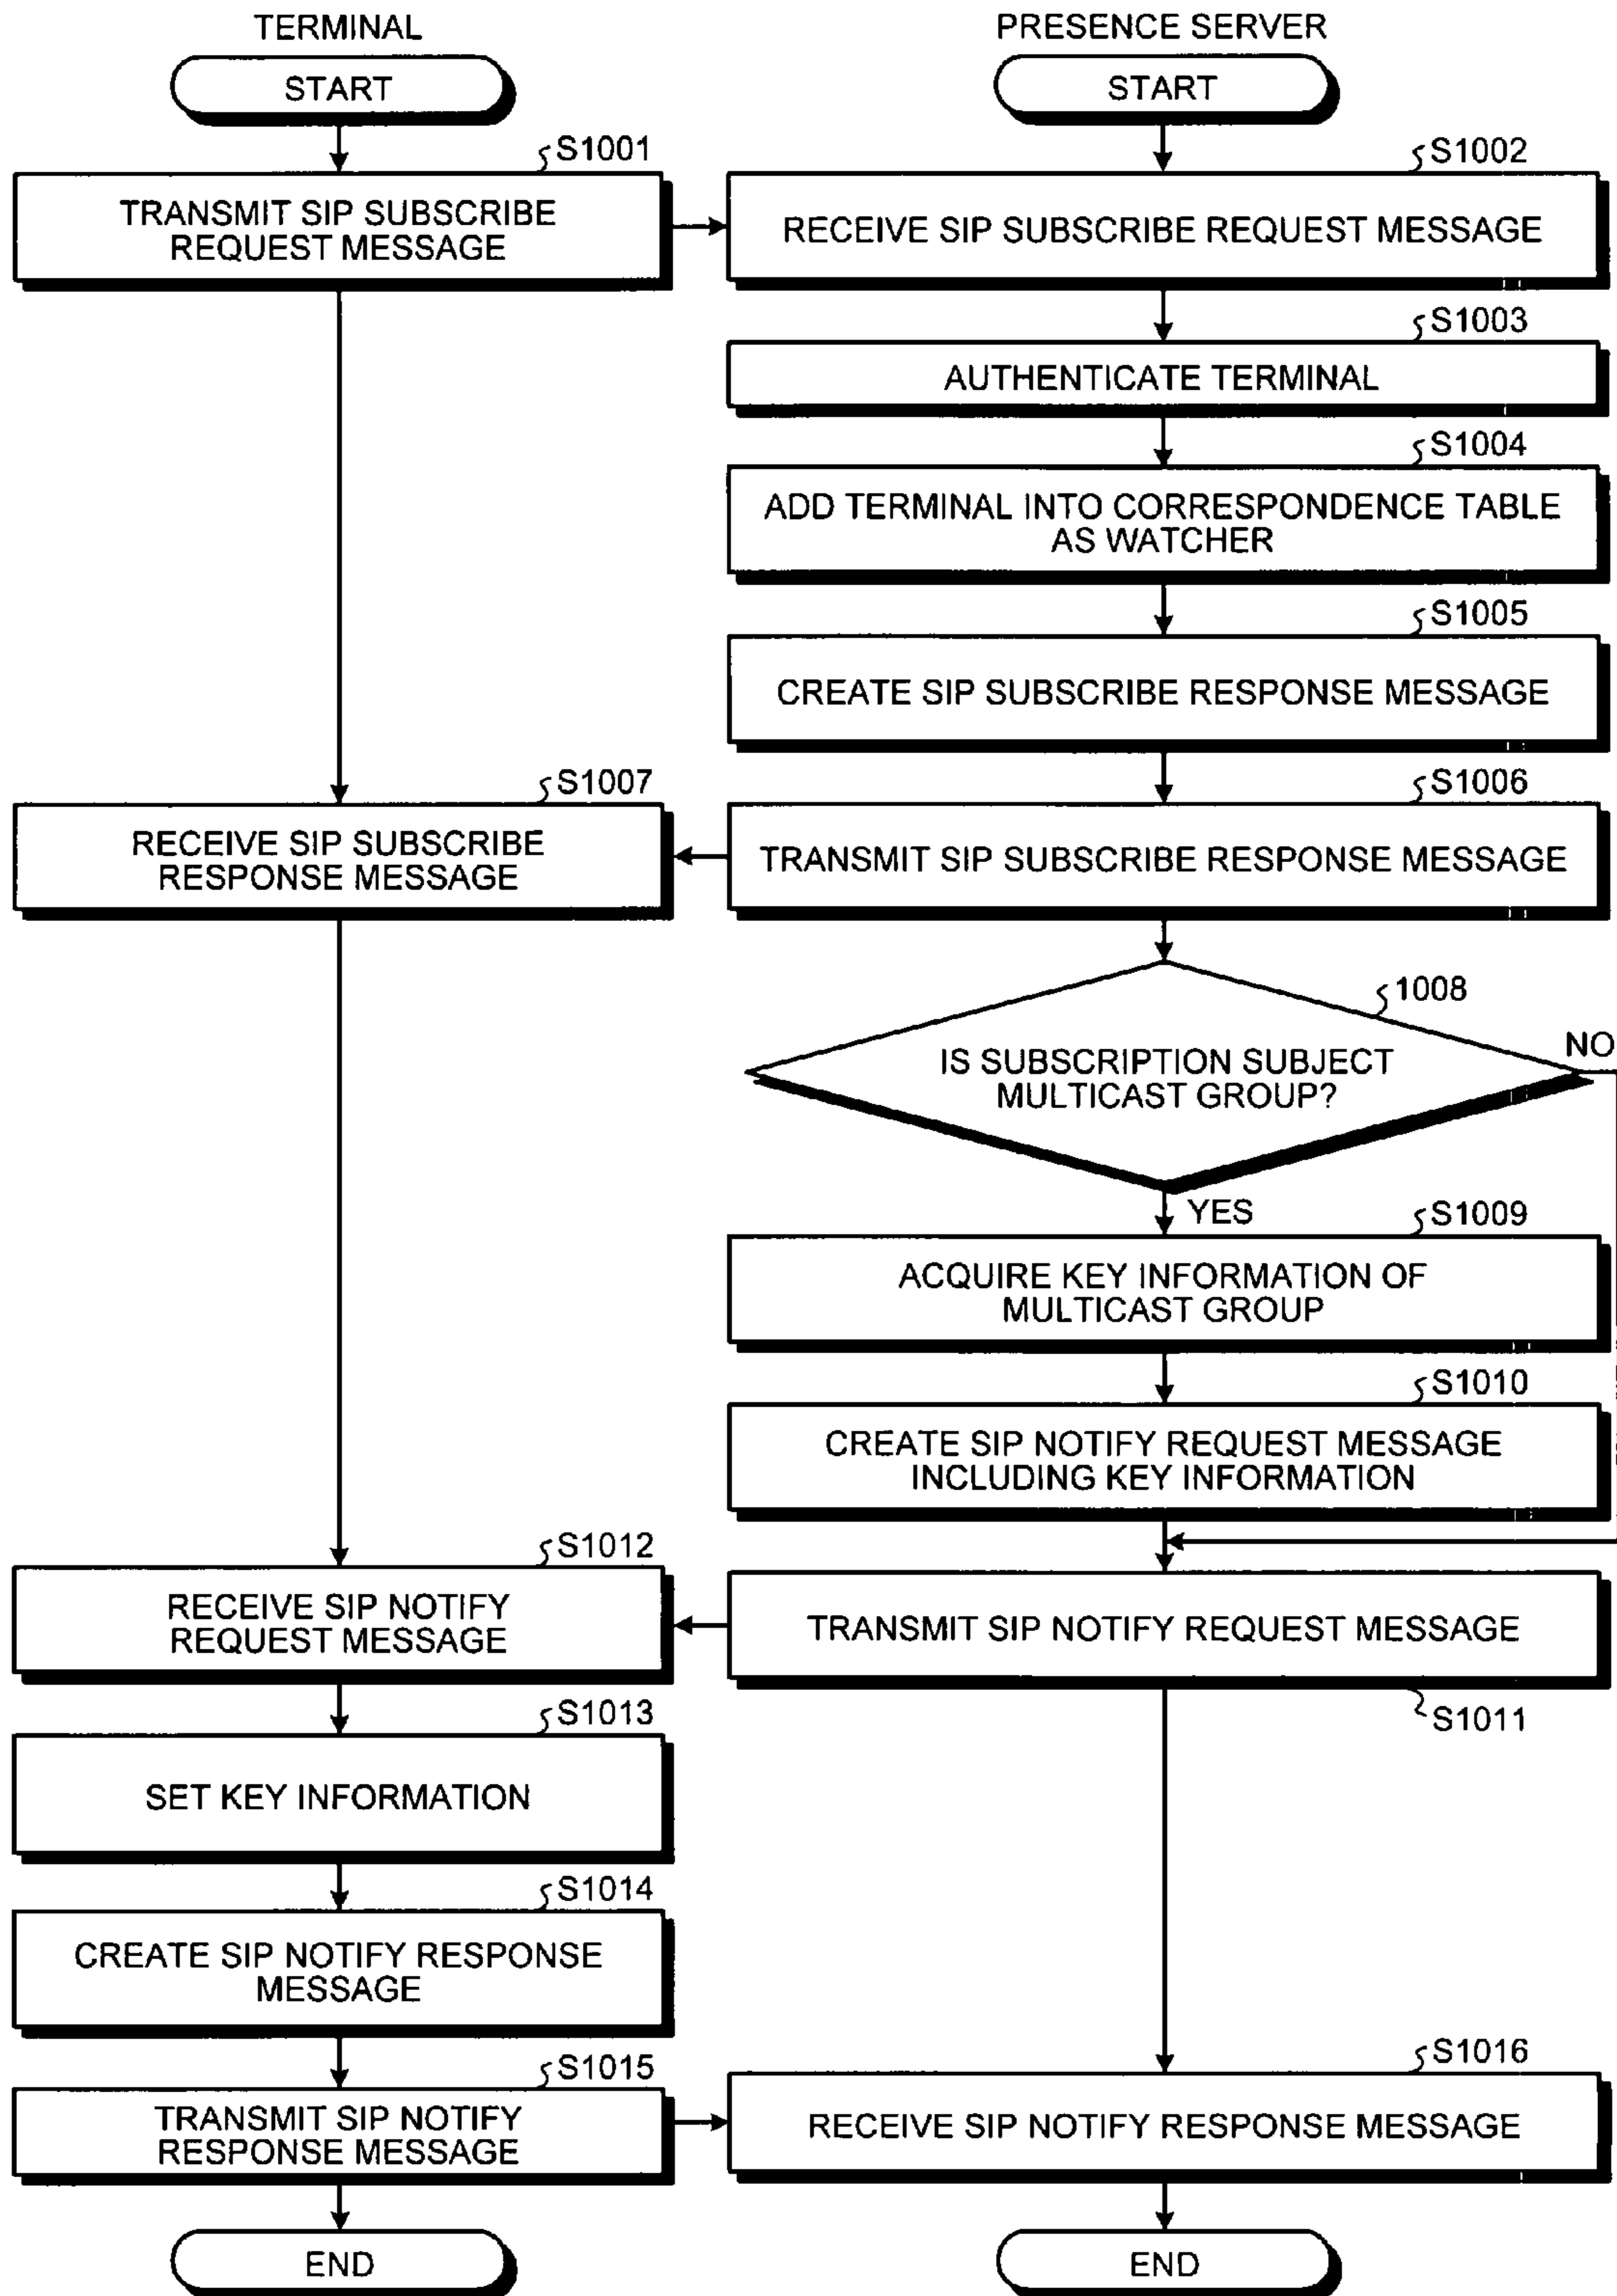 TERMINAL
PRESENCE SERVER
START
START
S1001
TRANSMIT SIP SUBSCRIBE
REQUEST MESSAGE
S1002
RECEIVE SIP SUBSCRIBE REQUEST MESSAGE
S1003
AUTHENTICATE TERMINAL
S1004
ADD TERMINAL INTO CORRESPONDENCE TABLE
AS WATCHER
S1005
CREATE SIP SUBSCRIBE RESPONSE MESSAGE
S1007
RECEIVE SIP SUBSCRIBE
RESPONSE MESSAGE
S1006
TRANSMIT SIP SUBSCRIBE RESPONSE MESSAGE
1008
IS SUBSCRIPTION SUBJECT
MULTICAST GROUP?
NO
YES
S1009
ACQUIRE KEY INFORMATION OF
MULTICAST GROUP
S1010
CREATE SIP NOTIFY REQUEST MESSAGE
INCLUDING KEY INFORMATION
S1012
RECEIVE SIP NOTIFY
REQUEST MESSAGE
TRANSMIT SIP NOTIFY REQUEST MESSAGE
S1011
S1013
SET KEY INFORMATION
S1014
CREATE SIP NOTIFY RESPONSE
MESSAGE
S1015
TRANSMIT SIP NOTIFY
RESPONSE MESSAGE
S1016
RECEIVE SIP NOTIFY RESPONSE MESSAGE
END
END